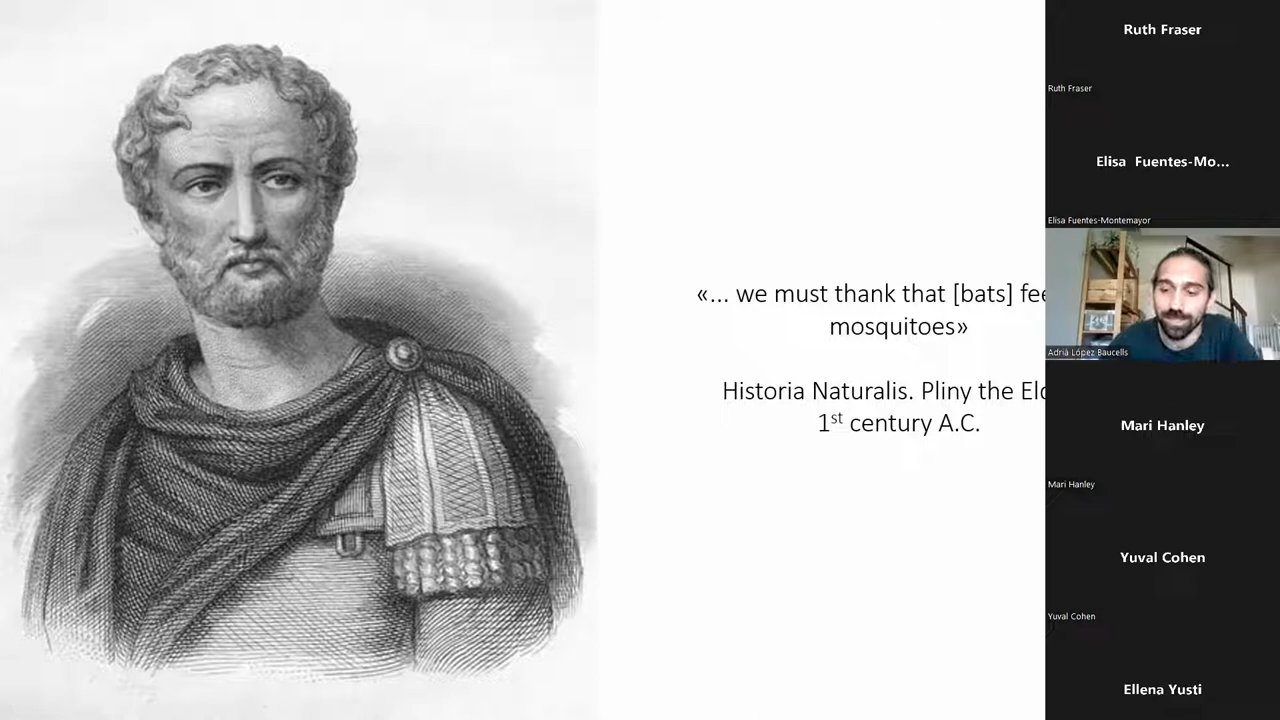 «... we must thank that [bats] fee
mosquitoes»
Historia Naturalis. Pliny the Eld
1st century A.C.
Ruth Fraser
Ruth Fraser
Elisa Fuentes-Mo...
Elisa Fuentes-Montemayor
Adrià López Baucells
Mari Hanley
Mari Hanley
Yuval Cohen
Yuval Cohen
Ellena Yusti